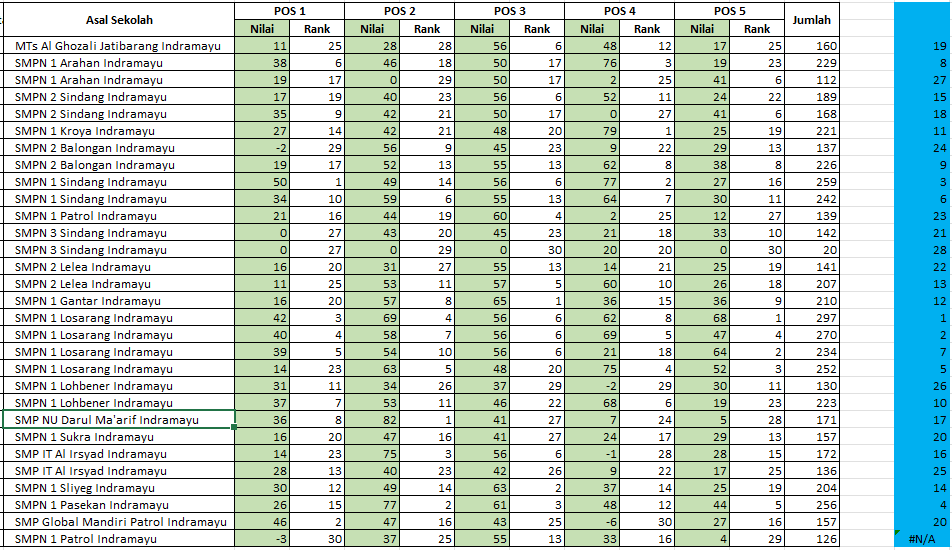 Asal Sekolah POS 1 POS 2 POS 3 POS 4 POS 5 Jumlah
Nilai Rank Nilai Rank Nilai Rank Nilai Rank Nilai Rank
MTs Al Ghozali Jatibarang Indramayu 11 25 28 28 56 6 48 12 17 25 160 19
SMPN 1 Arahan Indramayu 38 6 46 18 50 17 76 3 19 23 229 8
SMPN 1 Arahan Indramayu 19 17 0 29 50 17 2 25 41 6 112 27
SMPN 2 Sindang Indramayu 17 19 40 23 56 6 52 11 24 22 189 15
SMPN 2 Sindang Indramayu 35 9 42 21 50 17 0 27 41 6 168 18
SMPN 1 Kroya Indramayu 27 14 42 21 48 20 79 1 25 19 221 11
SMPN 2 Balongan Indramayu -2 29 56 9 45 23 9 22 29 13 137 24
SMPN 2 Balongan Indramayu 19 17 52 13 55 13 62 8 38 8 226 9
SMPN 1 Sindang Indramayu 50 1 49 14 56 6 77 2 27 16 259 3
SMPN 1 Sindang Indramayu 34 10 59 6 55 13 64 7 30 11 242 6
SMPN 1 Patrol Indramayu 21 16 44 19 60 4 2 25 12 27 139 23
SMPN 3 Sindang Indramayu 0 27 43 20 45 23 21 18 33 10 142 21
SMPN 3 Sindang Indramayu 0 27 0 29 0 30 20 20 0 30 20 28
SMPN 2 Lelea Indramayu 16 20 31 27 55 13 14 21 25 19 141 22
SMPN 2 Lelea Indramayu 11 25 53 11 57 5 60 10 26 18 207 13
SMPN 1 Gantar Indramayu 16 20 57 8 65 1 36 15 36 9 210 12
SMPN 1 Losarang Indramayu 42 3 69 4 56 6 62 8 68 1 297 1
SMPN 1 Losarang Indramayu 40 4 58 7 56 6 69 5 47 4 270 2
SMPN 1 Losarang Indramayu 39 5 54 10 56 6 21 18 64 2 234 7
SMPN 1 Losarang Indramayu 14 23 63 5 48 20 75 4 52 3 252 5
SMPN 1 Lohbener Indramayu 31 11 34 26 37 29 -2 29 30 11 130 26
SMPN 1 Lohbener Indramayu 37 7 53 11 46 22 68 6 19 23 223 10
SMP NU Darul Ma'arif Indramayu 36 8 82 1 41 27 7 24 5 28 171 17
SMPN 1 Sukra Indramayu 16 20 47 16 41 27 24 17 29 13 157 20
SMP IT Al Irsyad Indramayu 14 23 75 3 56 6 -1 28 28 15 172 16
SMP IT Al Irsyad Indramayu 28 13 40 23 42 26 9 22 17 25 136 25
SMPN 1 Sliyeg Indramayu 30 12 49 14 63 2 37 14 25 19 204 14
SMPN 1 Pasekan Indramayu 26 15 77 2 61 3 48 12 44 5 256 4
SMP Global Mandiri Patrol Indramayu 46 2 47 16 43 25 -6 30 27 16 157 20
SMPN 1 Patrol Indramayu -3 30 37 25 55 13 33 16 4 29 126 #N/A